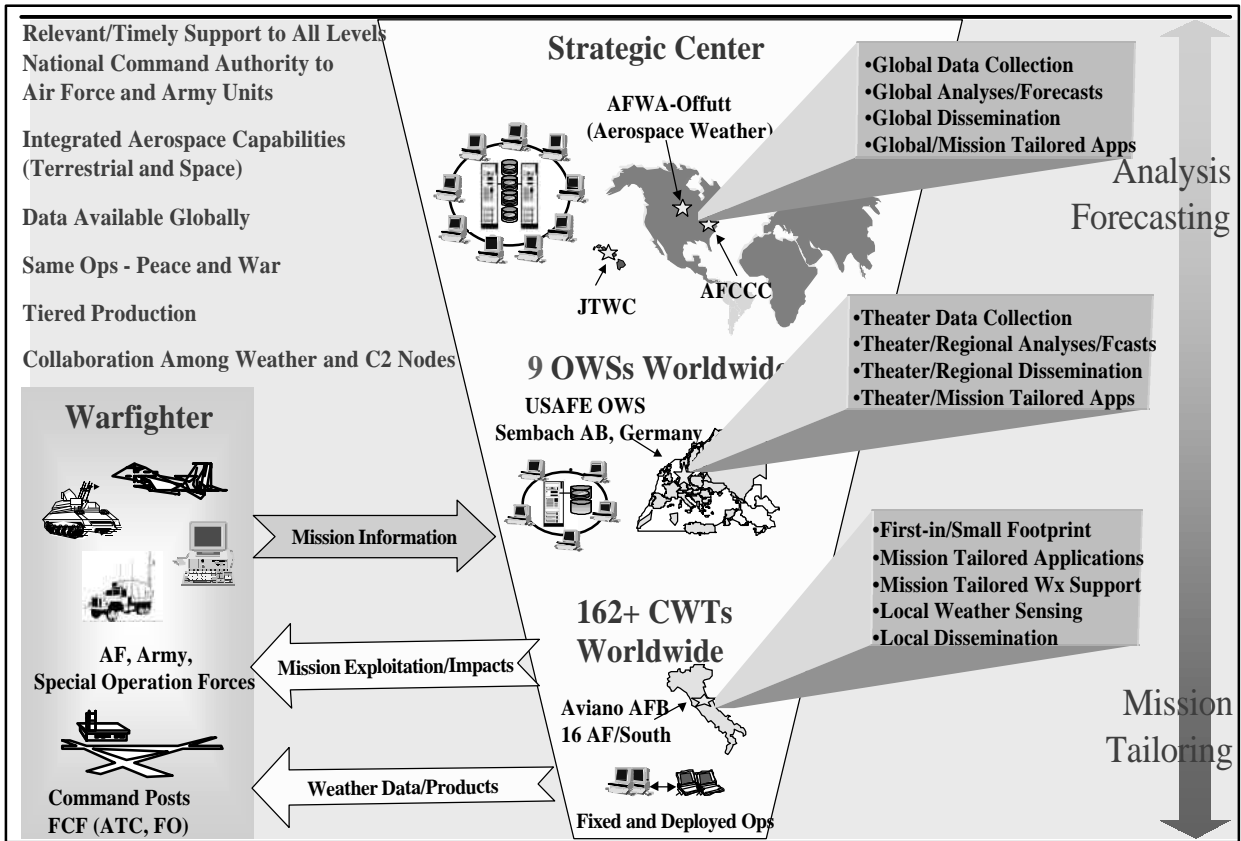 Relevant/Timely Support to All Levels
National Command Authority to
Air Force and Army Units
Integrated Aerospace Capabilities
(Terrestrial and Space)
Data Available Globally
Same Ops - Peace and War
Tiered Production
Collaboration Among Weather and C2 Nodes
Strategic Center
AFWA-Offutt
(Aerospace Weather)
JTWC
AFCCC
•Global Data Collection
•Global Analyses/Forecasts
•Global Dissemination
•Global/Mission Tailored Apps
Analysis
Forecasting
9 OWSs Worldwide
USAFE OWS
Sembach AB, Germany
•Theater Data Collection
•Theater/Regional Analyses/Fcasts
•Theater/Regional Dissemination
•Theater/Mission Tailored Apps
Warfighter
AF, Army,
Special Operation Forces
Command Posts
FCF (ATC, FO)
Mission Information
Mission Exploitation/Impacts
Weather Data/Products
162+ CWTs
Worldwide
Aviano AFB
16 AF/South
Fixed and Deployed Ops
•First-in/Small Footprint
•Mission Tailored Applications
•Mission Tailored Wx Support
•Local Weather Sensing
•Local Dissemination
Mission
Tailoring